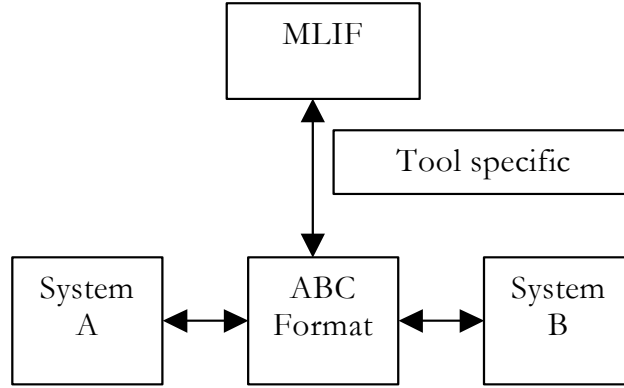 MLIF
Tool specific
System
A
ABC
Format
System
B